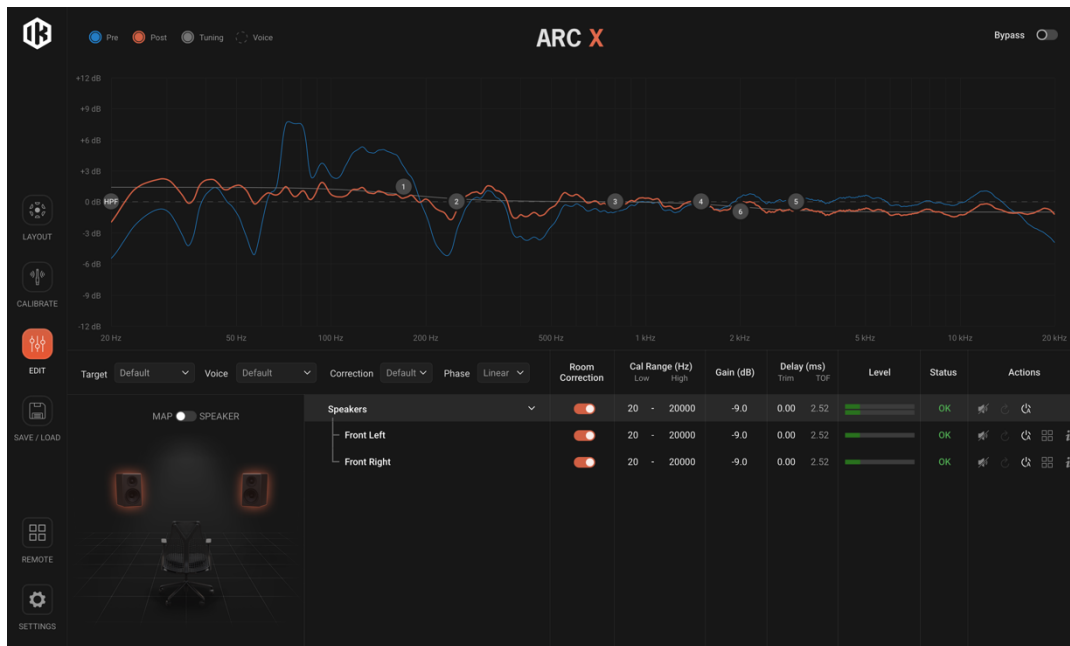 Pre Post Tuning Voice ARC X Bypass
+12 dB
+9 dB
+6 dB
+3 dB
0 dB HPF 1 2 3 4 5 6
-3 dB
-6 dB
-9 dB
-12 dB
20 Hz 50 Hz 100 Hz 200 Hz 500 Hz 1 kHz 2 kHz 5 kHz 10 kHz 20 kHz
LAYOUT
CALIBRATE
EDIT
SAVE / LOAD
REMOTE
SETTINGS
Target Default Voice Default Correction Default Phase Linear
Room Correction Cal Range (Hz) Low High Gain (dB) Delay (ms) Trim TOF Level Status Actions
MAP SPEAKER
Speakers 20 - 20000 -9.0 0.00 2.52 OK
Front Left 20 - 20000 -9.0 0.00 2.52 OK
Front Right 20 - 20000 -9.0 0.00 2.52 OK